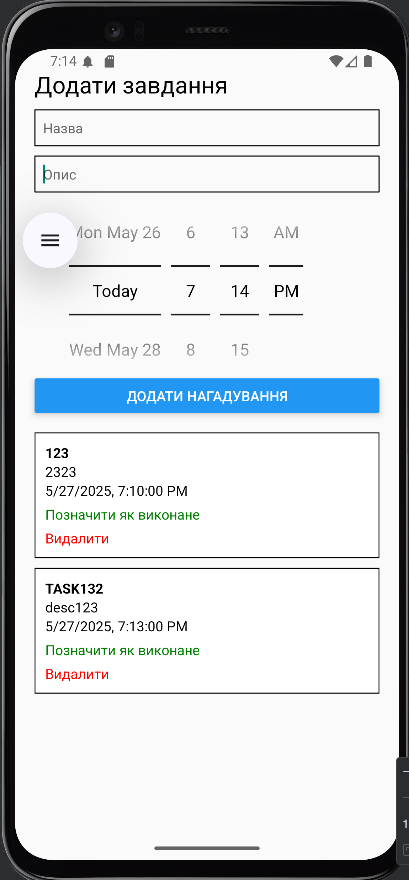 7:14
Додати завдання
Назва
Опис
Mon May 26 6 13 AM
Today 7 14 PM
Wed May 28 8 15
ДОДАТИ НАГАДУВАННЯ
123
2323
5/27/2025, 7:10:00 PM
Позначити як виконане
Видалити
TASK132
desc123
5/27/2025, 7:13:00 PM
Позначити як виконане
Видалити
1